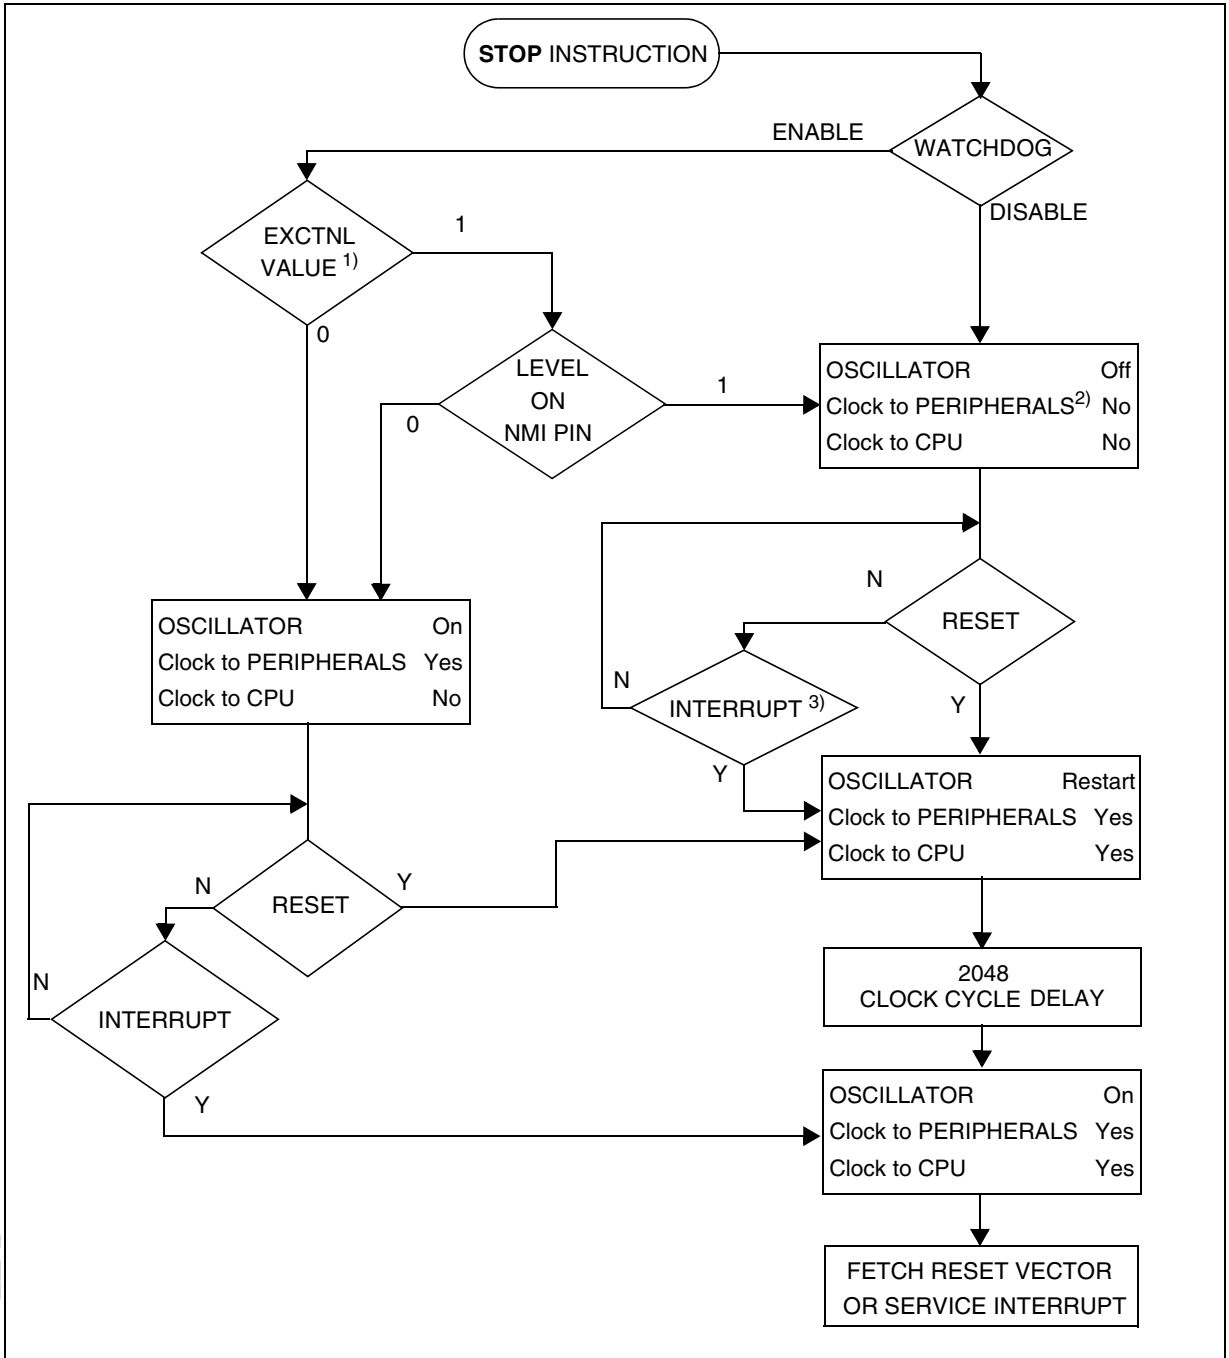 STOP INSTRUCTION
ENABLE
WATCHDOG
DISABLE
EXCTNL
VALUE 1)
1
0
LEVEL
ON
NMI PIN
1
0
OSCILLATOR Off
Clock to PERIPHERALS2) No
Clock to CPU No
N
RESET
Y
OSCILLATOR On
Clock to PERIPHERALS Yes
Clock to CPU No
N
INTERRUPT 3)
Y
OSCILLATOR Restart
Clock to PERIPHERALS Yes
Clock to CPU Yes
N
RESET
Y
2048
CLOCK CYCLE DELAY
N
INTERRUPT
Y
OSCILLATOR On
Clock to PERIPHERALS Yes
Clock to CPU Yes
FETCH RESET VECTOR
OR SERVICE INTERRUPT